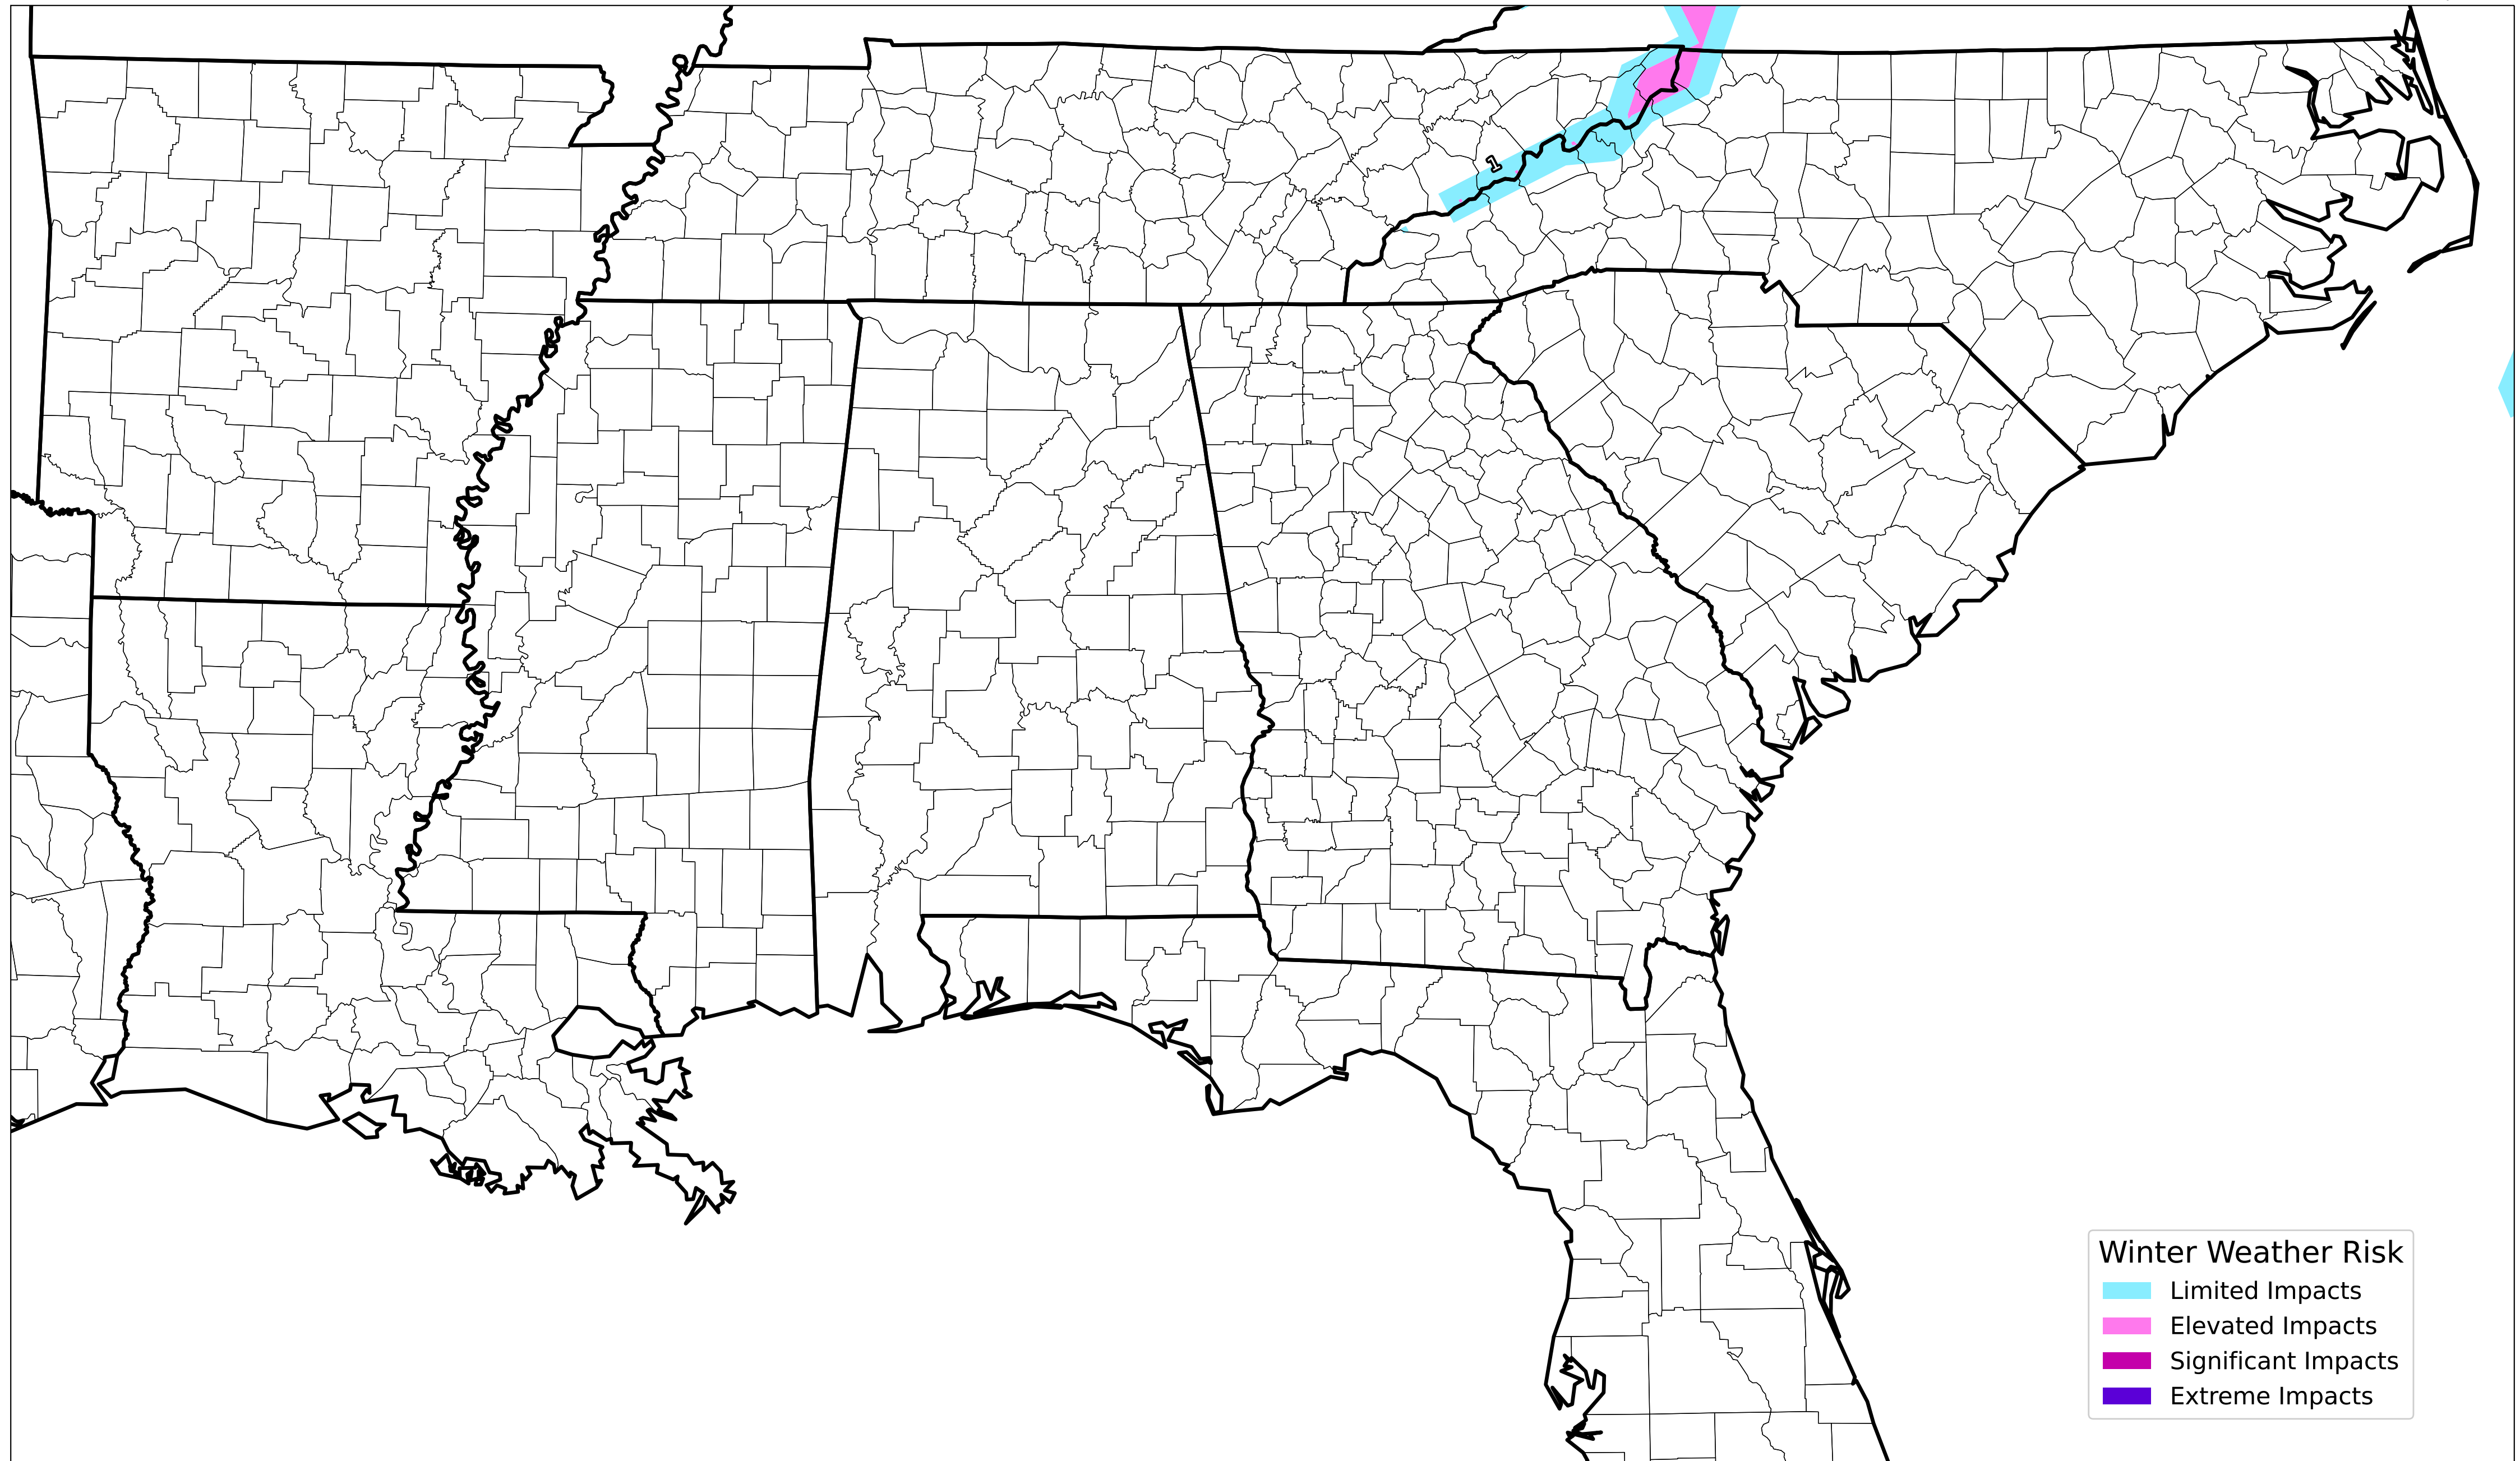 1
Winter Weather Risk
Limited Impacts
Elevated Impacts
Significant Impacts
Extreme Impacts